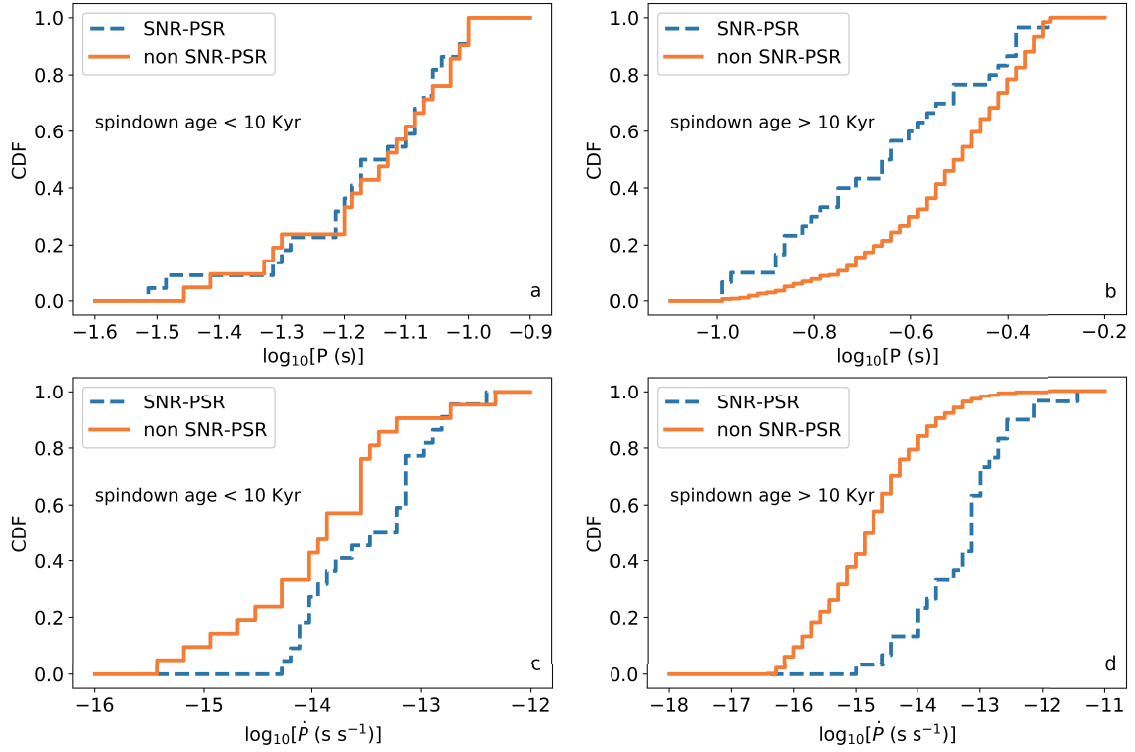 1.0
0.8
0.6
0.4
0.2
0.0
CDF
SNR-PSR
non SNR-PSR
spindown age < 10 Kyr
a
−1.6 −1.5 −1.4 −1.3 −1.2 −1.1 −1.0 −0.9
log₁₀[P (s)]
1.0
0.8
0.6
0.4
0.2
0.0
CDF
SNR-PSR
non SNR-PSR
spindown age > 10 Kyr
b
−1.0 −0.8 −0.6 −0.4 −0.2
log₁₀[P (s)]
1.0
0.8
0.6
0.4
0.2
0.0
CDF
SNR-PSR
non SNR-PSR
spindown age < 10 Kyr
c
−16 −15 −14 −13 −12
log₁₀[Ṗ (s s⁻¹)]
1.0
0.8
0.6
0.4
0.2
0.0
CDF
SNR-PSR
non SNR-PSR
spindown age > 10 Kyr
d
−18 −17 −16 −15 −14 −13 −12 −11
log₁₀[Ṗ (s s⁻¹)]